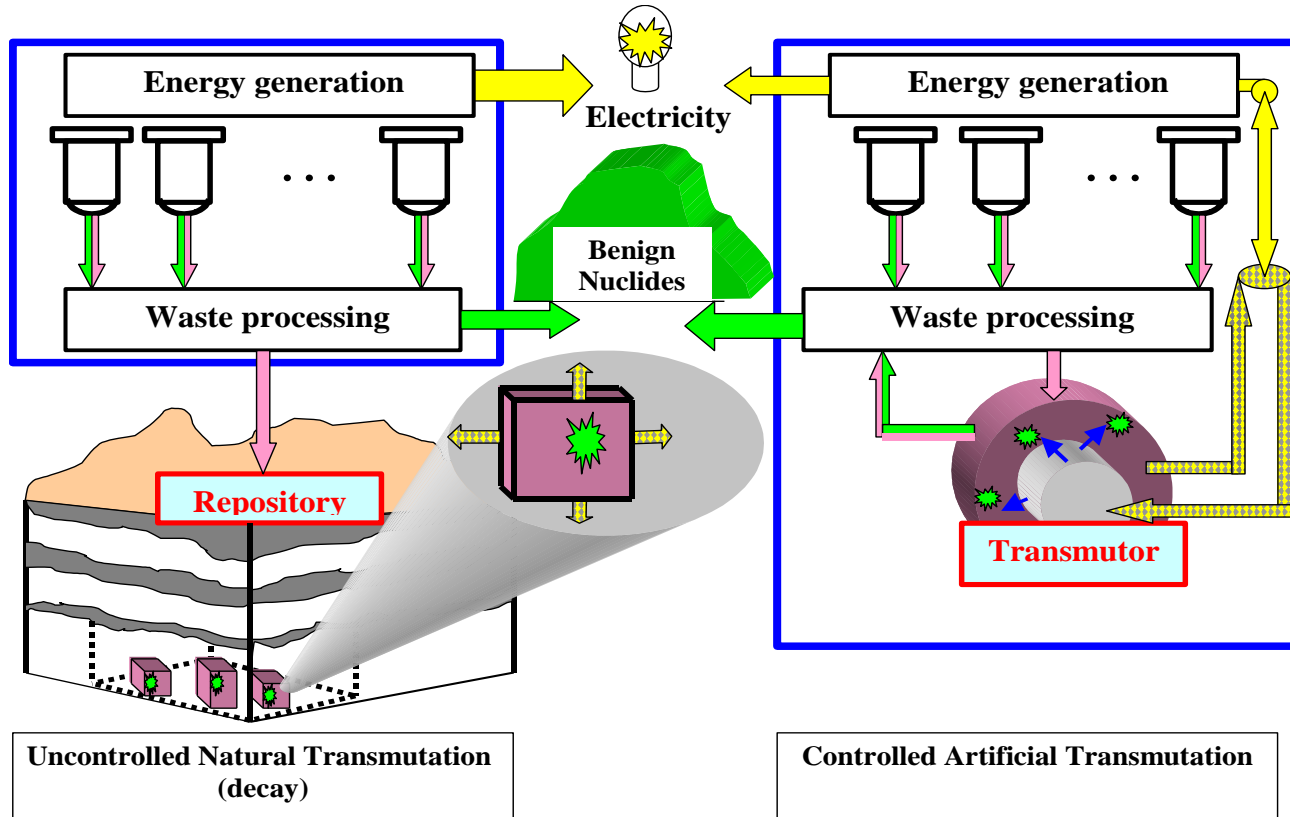 Energy generation
Electricity
Energy generation
. . .
. . .
Benign
Nuclides
Waste processing
Waste processing
Repository
Transmutor
Uncontrolled Natural Transmutation
(decay)
Controlled Artificial Transmutation